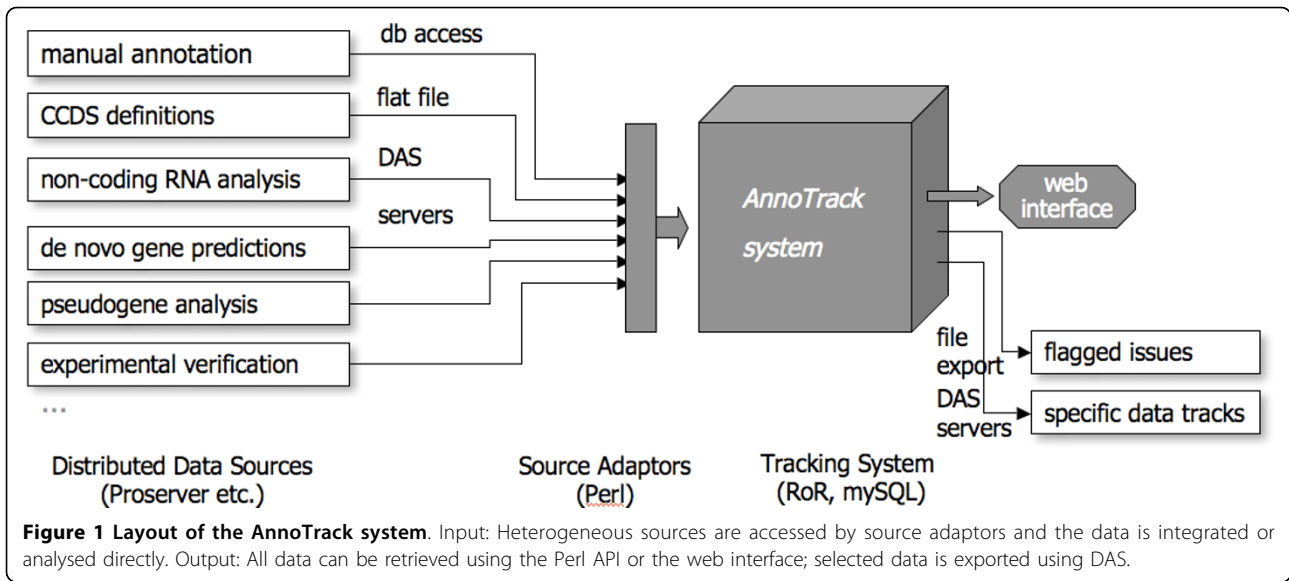 manual annotation
db access
CCDS definitions
flat file
non-coding RNA analysis
DAS
servers
de novo gene predictions
pseudogene analysis
experimental verification
...
AnnoTrack
system
web
interface
file
export
flagged issues
DAS
servers
specific data tracks
Distributed Data Sources
(Proserver etc.)
Source Adaptors
(Perl)
Tracking System
(RoR, mySQL)
Figure 1 Layout of the AnnoTrack system. Input: Heterogeneous sources are accessed by source adaptors and the data is integrated or
analysed directly. Output: All data can be retrieved using the Perl API or the web interface; selected data is exported using DAS.